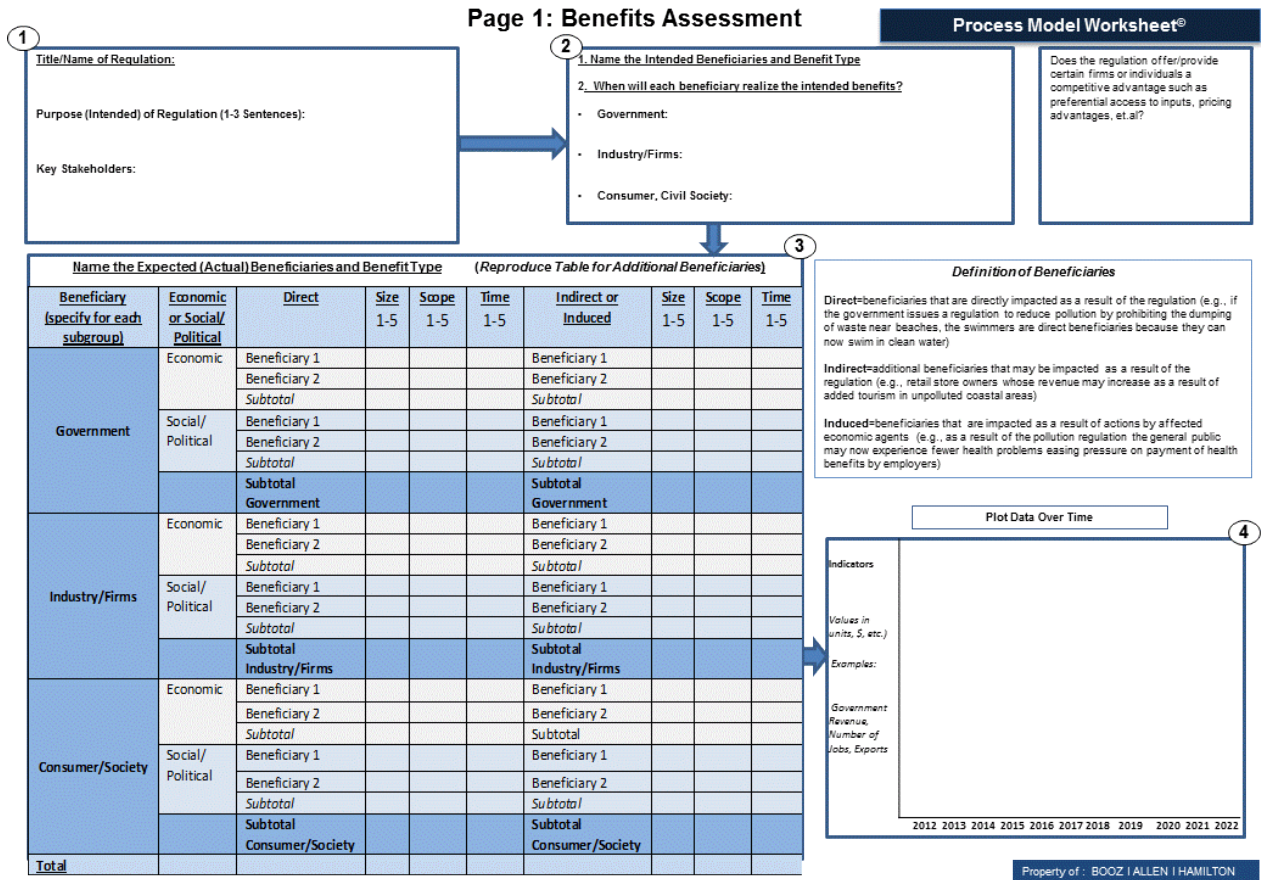 Page 1: Benefits Assessment
Process Model Worksheet©
1
Title/Name of Regulation:
Purpose (Intended) of Regulation (1-3 Sentences):
Key Stakeholders:
2
1. Name the Intended Beneficiaries and Benefit Type
2. When will each beneficiary realize the intended benefits?
• Government:
• Industry/Firms:
• Consumer, Civil Society:
Does the regulation offer/provide
certain firms or individuals a
competitive advantage such as
preferential access to inputs, pricing
advantages, et.al?
3
Name the Expected (Actual) Beneficiaries and Benefit Type (Reproduce Table for Additional Beneficiaries)
Beneficiary Economic Direct Size Scope Time Indirect or Size Scope Time
(specify for each or Social/ 1-5 1-5 1-5 Induced 1-5 1-5 1-5
subgroup) Political
Government
Economic Beneficiary 1 Beneficiary 1
Beneficiary 2 Beneficiary 2
Subtotal Subtotal
Social/ Beneficiary 1 Beneficiary 1
Political Beneficiary 2 Beneficiary 2
Subtotal Subtotal
Subtotal Subtotal
Government Government
Industry/Firms
Economic Beneficiary 1 Beneficiary 1
Beneficiary 2 Beneficiary 2
Subtotal Subtotal
Social/ Beneficiary 1 Beneficiary 1
Political Beneficiary 2 Beneficiary 2
Subtotal Subtotal
Subtotal Subtotal
Industry/Firms Industry/Firms
Consumer/Society
Economic Beneficiary 1 Beneficiary 1
Beneficiary 2 Beneficiary 2
Subtotal Subtotal
Social/ Beneficiary 1 Beneficiary 1
Political Beneficiary 2 Beneficiary 2
Subtotal Subtotal
Subtotal Subtotal
Consumer/Society Consumer/Society
Total
Definition of Beneficiaries
Direct=beneficiaries that are directly impacted as a result of the regulation (e.g., if
the government issues a regulation to reduce pollution by prohibiting the dumping
of waste near beaches, the swimmers are direct beneficiaries because they can
now swim in clean water)
Indirect=additional beneficiaries that may be impacted as a result of the
regulation (e.g., retail store owners whose revenue may increase as a result of
added tourism in unpolluted coastal areas)
Induced=beneficiaries that are impacted as a result of actions by affected
economic agents (e.g., as a result of the pollution regulation the general public
may now experience fewer health problems easing pressure on payment of health
benefits by employers)
Plot Data Over Time
4
Indicators
Values in
units, $, etc.)
Examples:
Government
Revenue,
Number of
Jobs, Exports
2012 2013 2014 2015 2016 2017 2018 2019 2020 2021 2022
Property of : BOOZ I ALLEN I HAMILTON